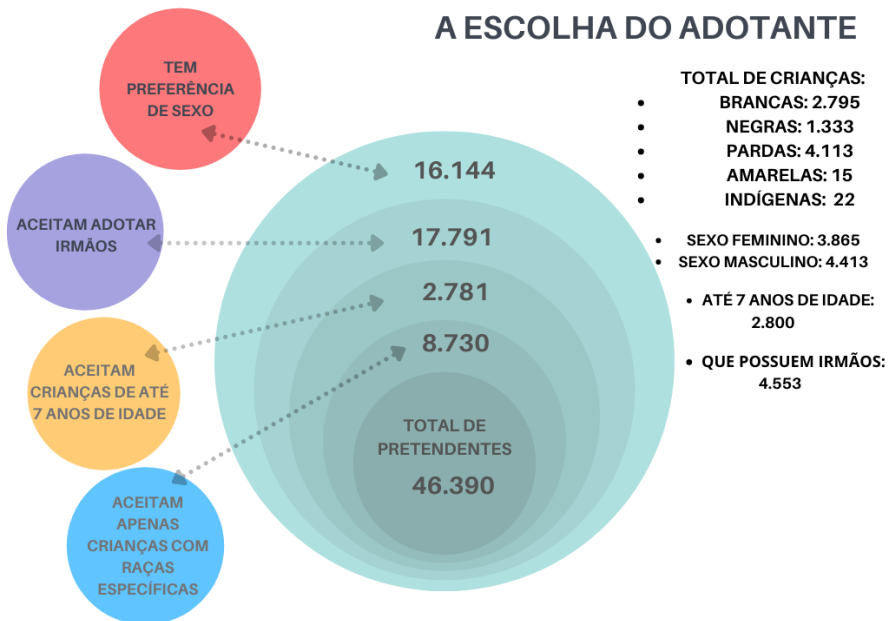 A ESCOLHA DO ADOTANTE
TEM
PREFERÊNCIA
DE SEXO
ACEITAM ADOTAR
IRMÃOS
ACEITAM
CRIANÇAS DE ATÉ
7 ANOS DE IDADE
ACEITAM
APENAS
CRIANÇAS COM
RAÇAS
ESPECÍFICAS
16.144
17.791
2.781
8.730
TOTAL DE
PRETENDENTES
46.390
TOTAL DE CRIANÇAS:
• BRANCAS: 2.795
• NEGRAS: 1.333
• PARDAS: 4.113
• AMARELAS: 15
• INDÍGENAS: 22
• SEXO FEMININO: 3.865
• SEXO MASCULINO: 4.413
• ATÉ 7 ANOS DE IDADE:
2.800
• QUE POSSUEM IRMÃOS:
4.553